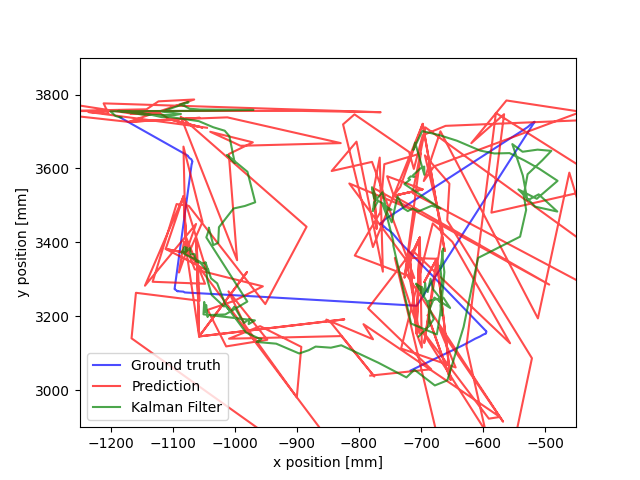 3800
3600
3400
3200
3000
y position [mm]
Ground truth
Prediction
Kalman Filter
−1200 −1100 −1000 −900 −800 −700 −600 −500
x position [mm]